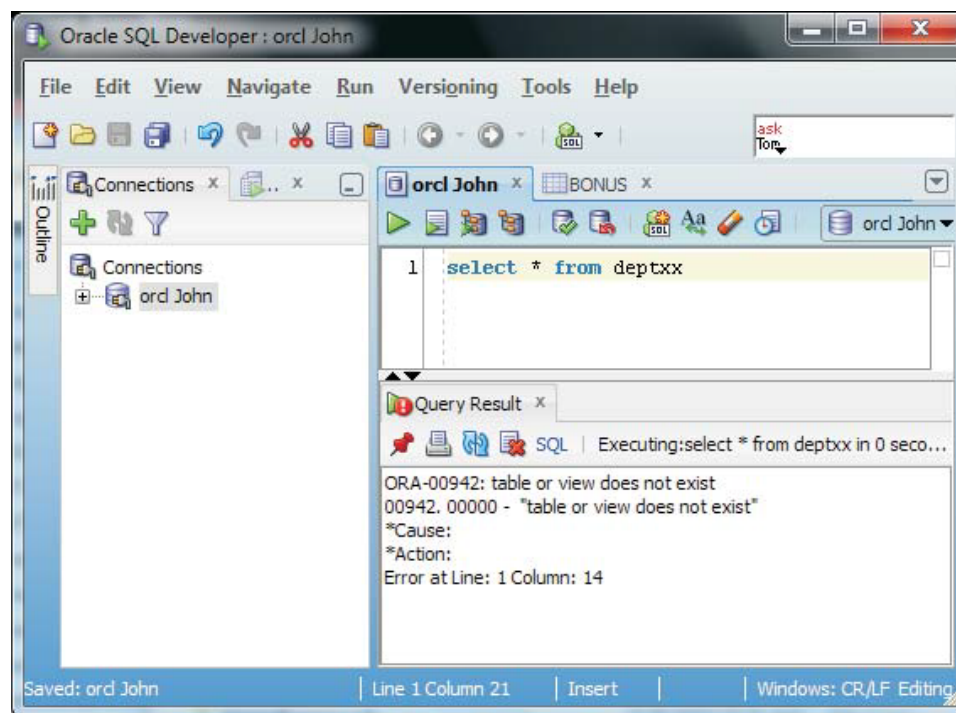 Oracle SQL Developer : orcl John
File Edit View Navigate Run Versioning Tools Help
SQL
ask
Tom
Outline
Connections x .. x
orcl John x BONUS x
SQL Aa orcl John
Connections
orcl John
1 select * from deptxx
Query Result x
SQL | Executing:select * from deptxx in 0 seco...
ORA-00942: table or view does not exist
00942. 00000 - "table or view does not exist"
*Cause:
*Action:
Error at Line: 1 Column: 14
Saved: orcl John | Line 1 Column 21 | Insert | | Windows: CR/LF Editing